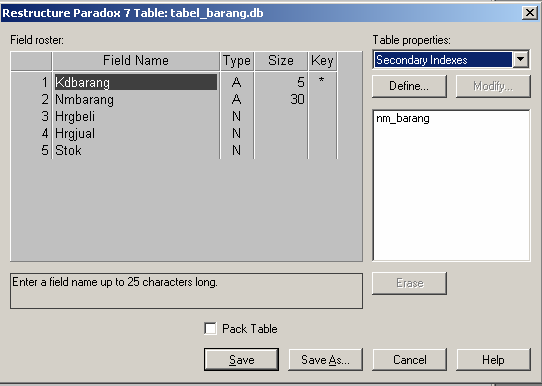 Restructure Paradox 7 Table: tabel_barang.db
Field roster:
Table properties:
Field Name Type Size Key
1 Kdbarang A 5 *
2 Nmbarang A 30
3 Hrgbeli N
4 Hrgjual N
5 Stok N
Secondary Indexes
Define... Modify...
nm_barang
Enter a field name up to 25 characters long.
Erase
Pack Table
Save Save As... Cancel Help